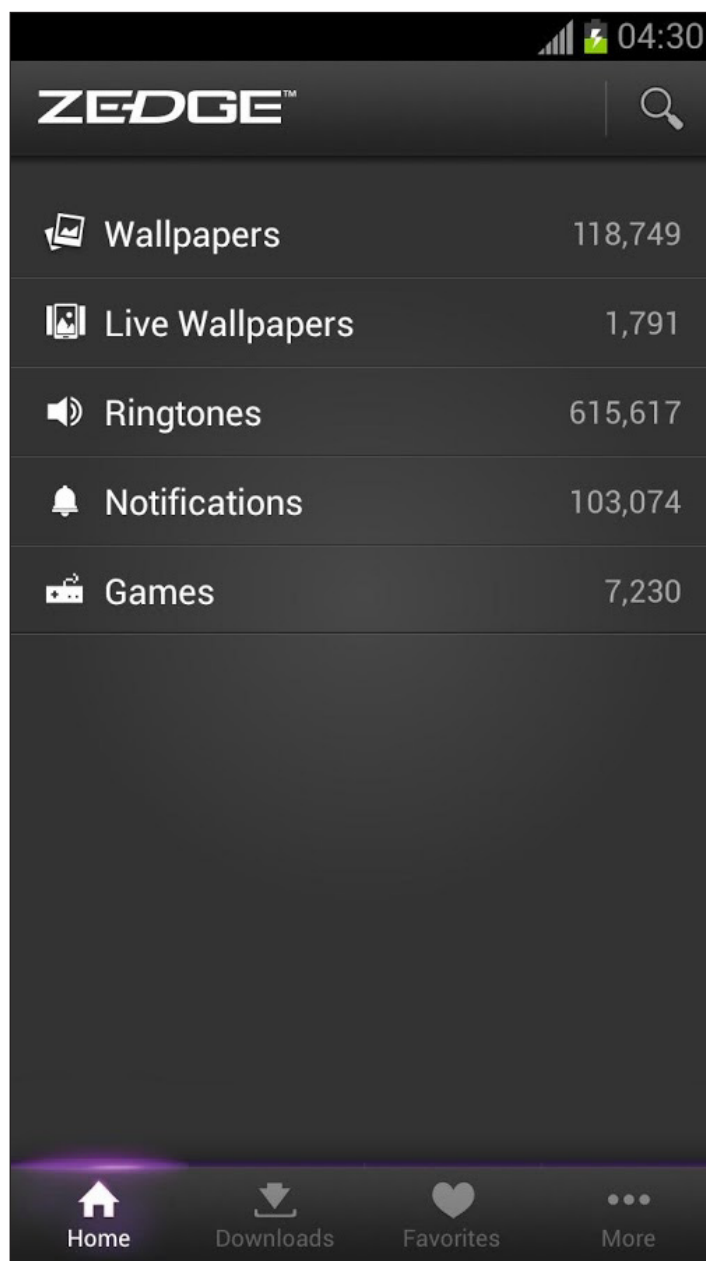 04:30
ZEDGE™
Wallpapers 118,749
Live Wallpapers 1,791
Ringtones 615,617
Notifications 103,074
Games 7,230
Home Downloads Favorites More